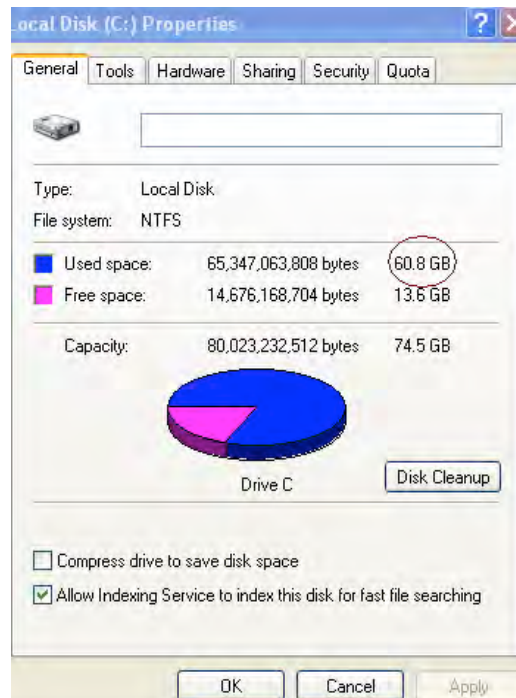 Local Disk (C:) Properties ?
General Tools Hardware Sharing Security Quota
Type: Local Disk
File system: NTFS
Used space: 65,347,063,808 bytes 60.8 GB
Free space: 14,676,168,704 bytes 13.6 GB
Capacity: 80,023,232,512 bytes 74.5 GB
Drive C
Disk Cleanup
Compress drive to save disk space
Allow Indexing Service to index this disk for fast file searching
OK Cancel Apply